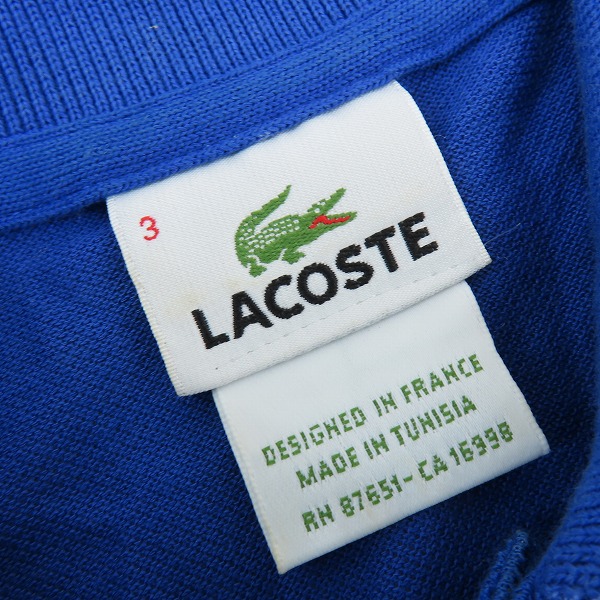 3
LACOSTE
DESIGNED IN FRANCE
MADE IN TUNISIA
RN 87651-CA 16998